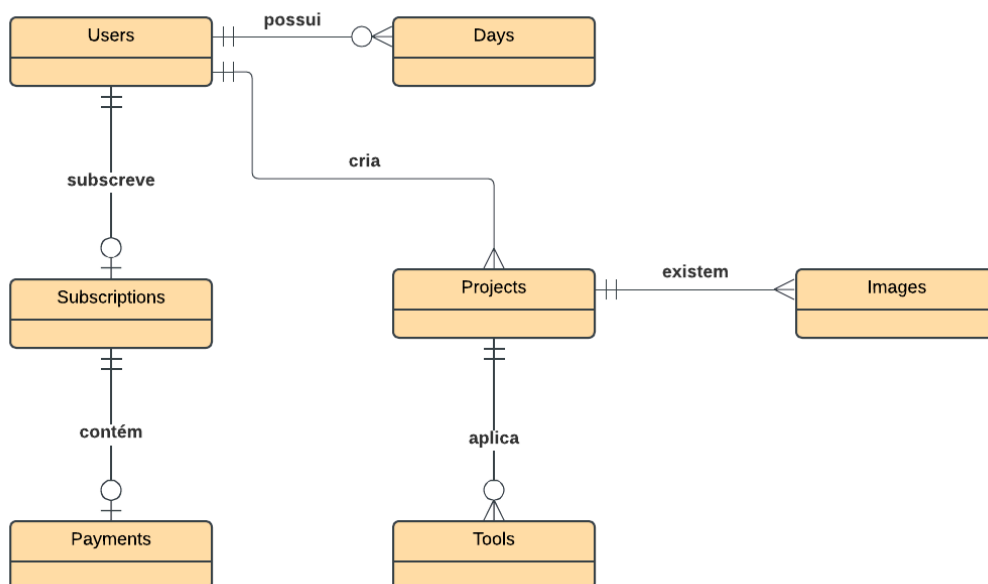 possui
Users
Days
cria
subscreve
existem
Projects
Images
Subscriptions
contém
aplica
Payments
Tools